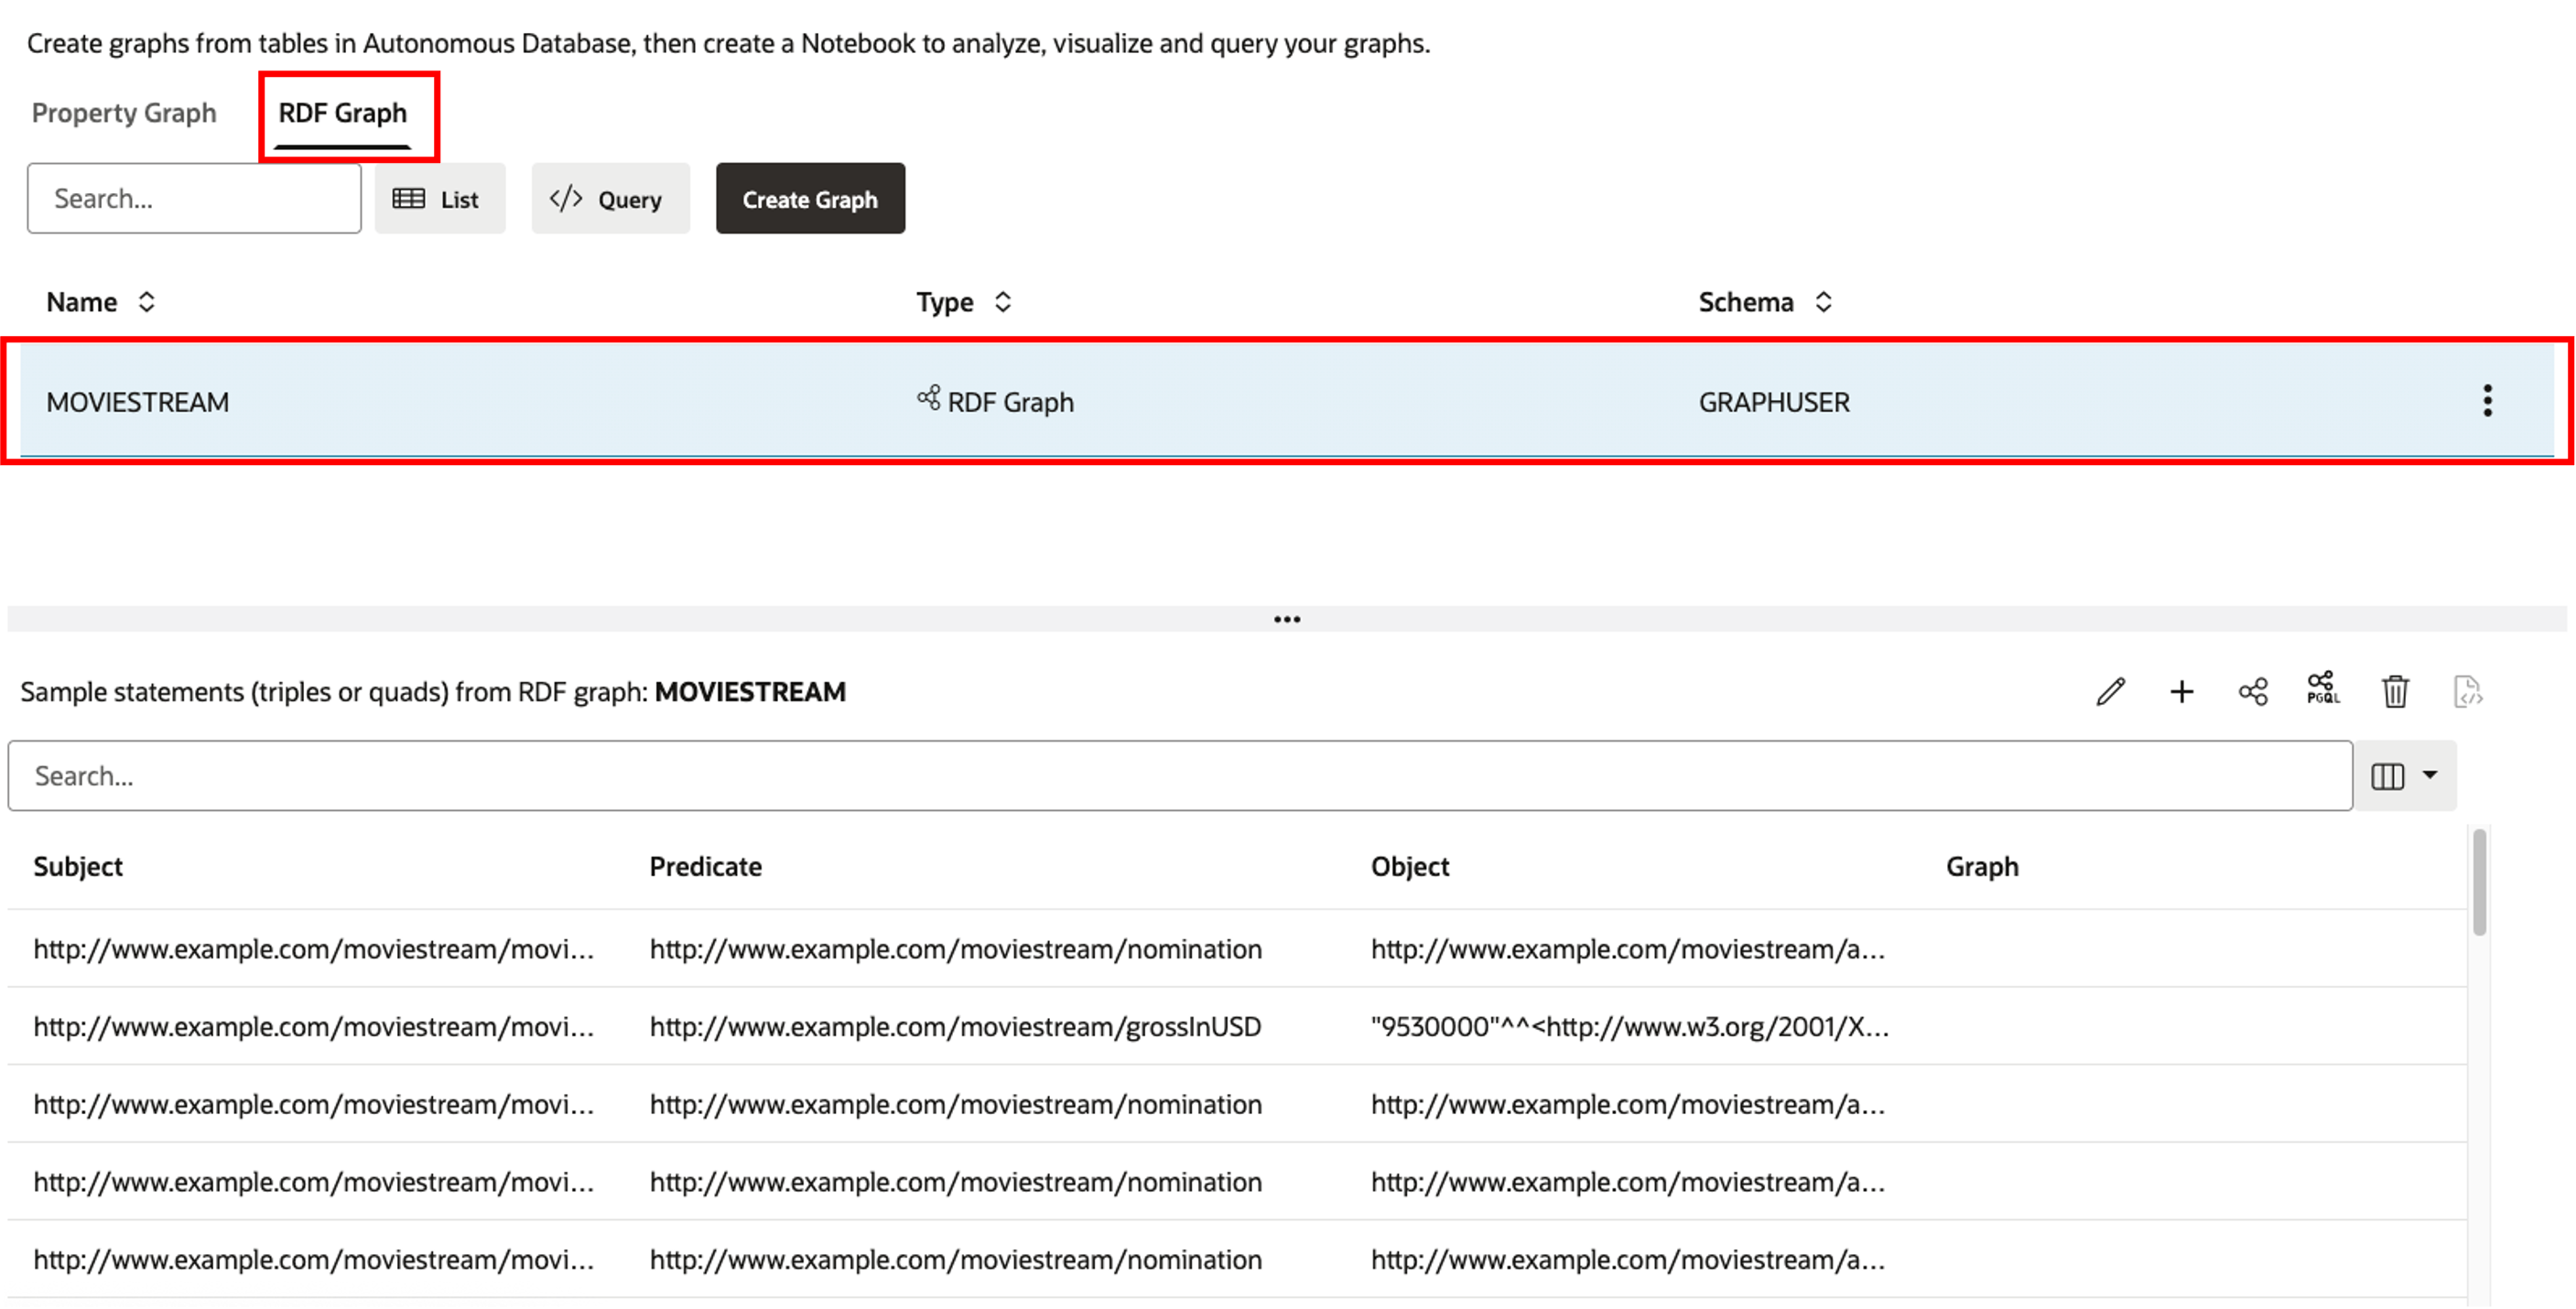 Create graphs from tables in Autonomous Database, then create a Notebook to analyze, visualize and query your graphs.
Property Graph RDF Graph
Search... List </> Query Create Graph
Name Type Schema
MOVIESTREAM RDF Graph GRAPHUSER
Sample statements (triples or quads) from RDF graph: MOVIESTREAM
PGQL
Search...
Subject Predicate Object Graph
http://www.example.com/moviestream/movi... http://www.example.com/moviestream/nomination http://www.example.com/moviestream/a...
http://www.example.com/moviestream/movi... http://www.example.com/moviestream/grossInUSD "9530000"^^<http://www.w3.org/2001/X...
http://www.example.com/moviestream/movi... http://www.example.com/moviestream/nomination http://www.example.com/moviestream/a...
http://www.example.com/moviestream/movi... http://www.example.com/moviestream/nomination http://www.example.com/moviestream/a...
http://www.example.com/moviestream/movi... http://www.example.com/moviestream/nomination http://www.example.com/moviestream/a...